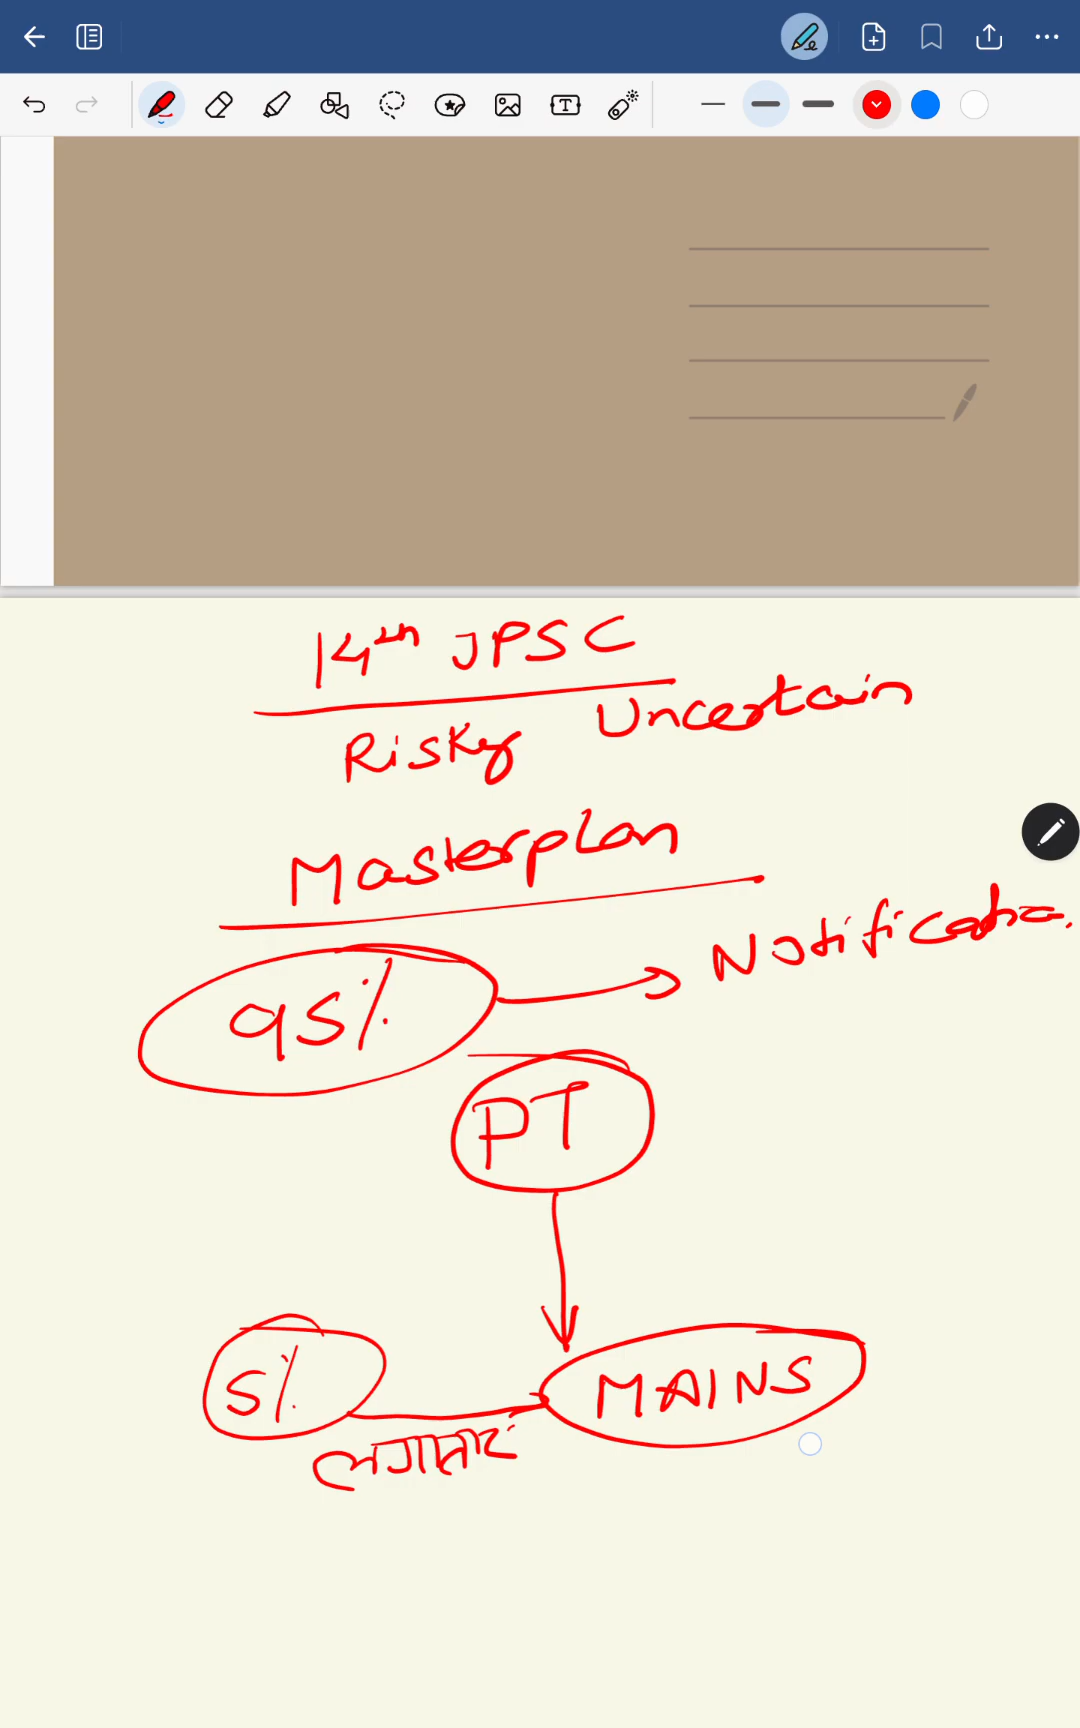 14th JPSC
Risky Uncertain
Masterplan
95% → Notification.
PT
5% MAINS
लगातार